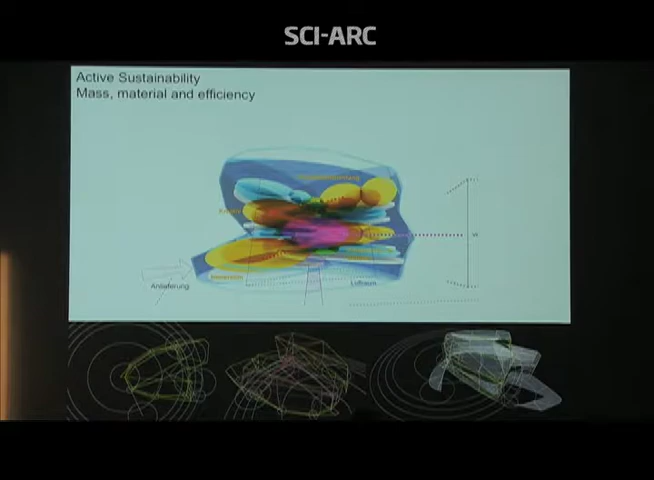 SCI-ARC
Active Sustainability
Mass, material and efficiency
Anlieferung
Luftraum